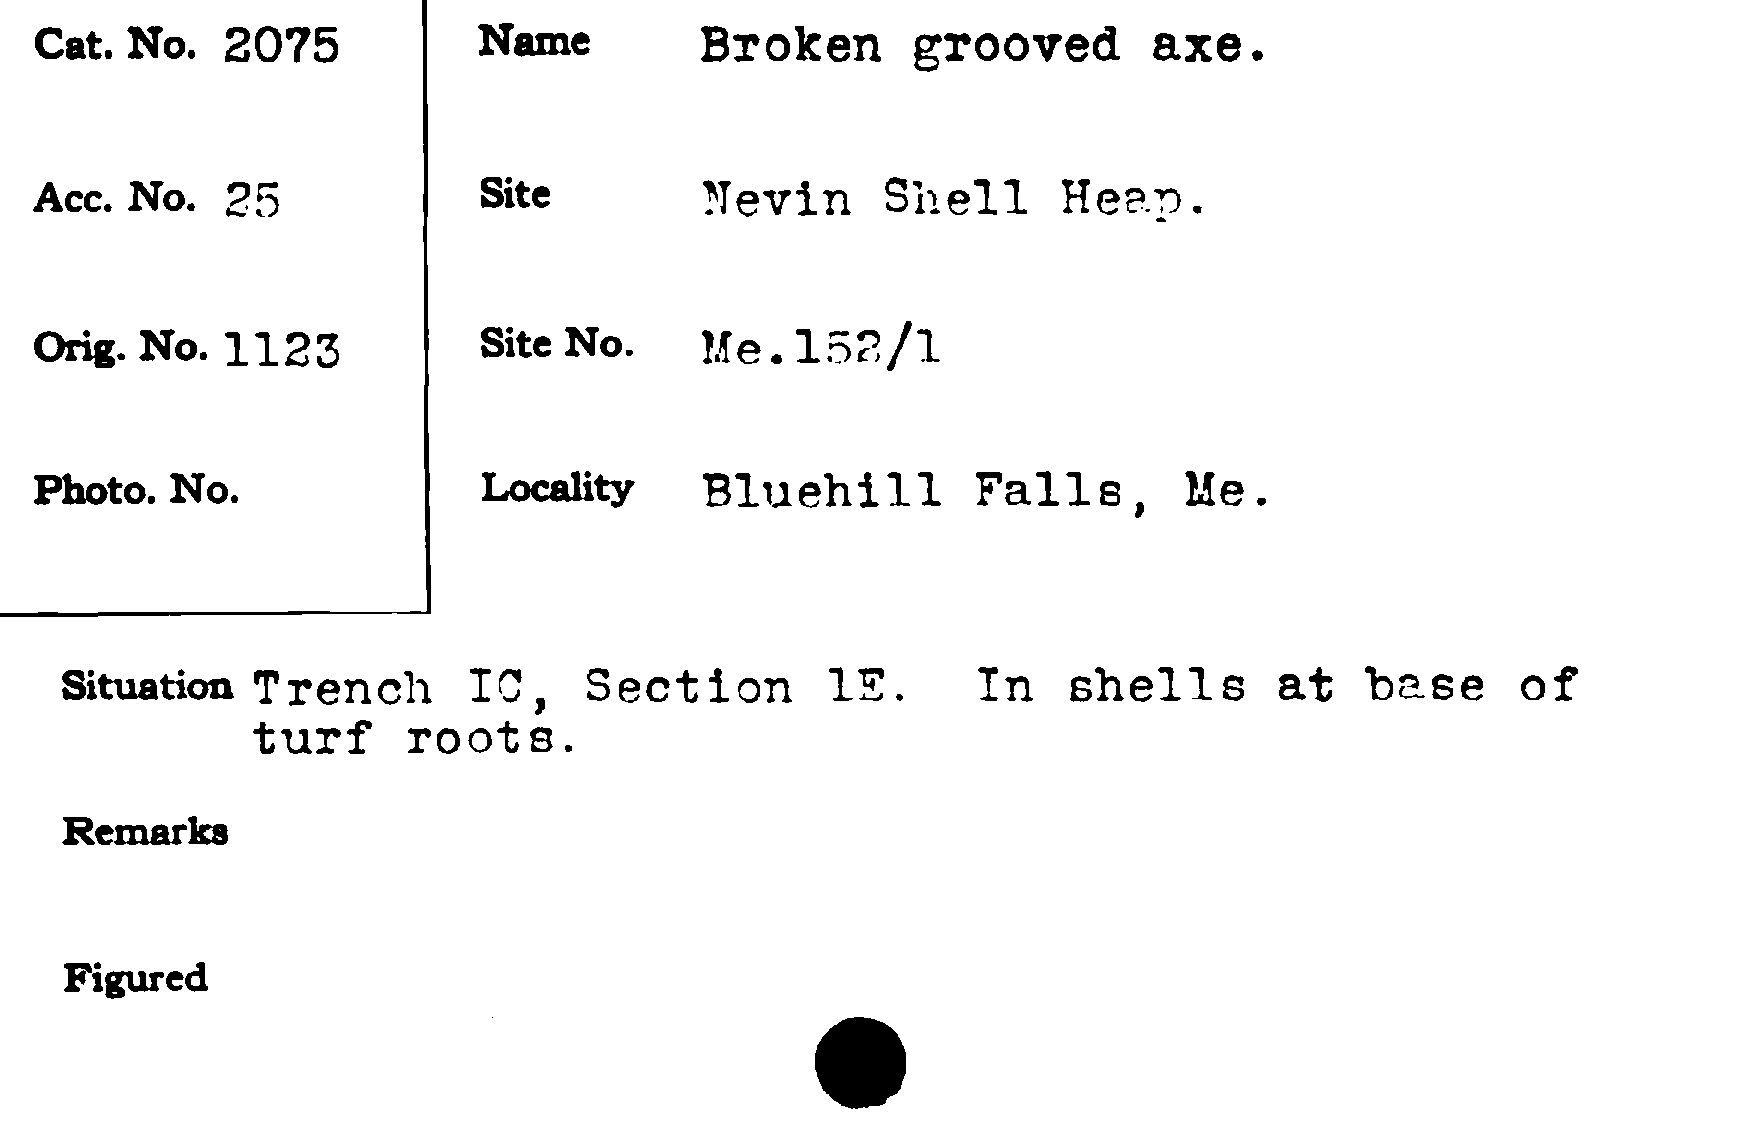 Cat. No. 2075
Name Broken grooved axe.
Acc. No. 25
Site Nevin Shell Heap.
Orig. No. 1123
Site No. Me.152/1
Photo. No.
Locality Bluehill Falls, Me.
Situation Trench IC, Section 1E. In shells at base of
turf roots.
Remarks
Figured